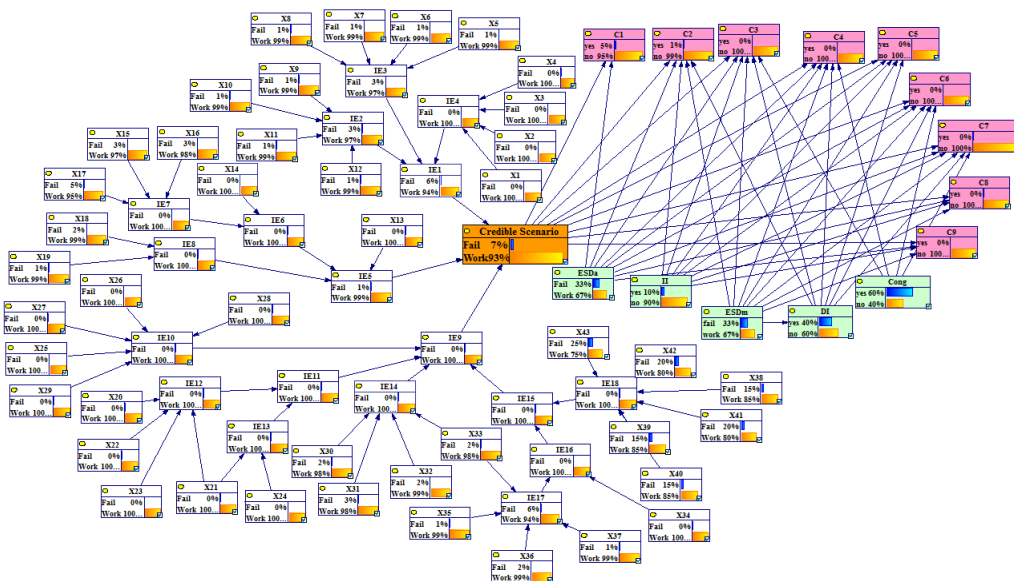 X8
Fail 1%
Work 99%
X7
Fail 1%
Work 99%
X6
Fail 1%
Work 99%
X5
Fail 1%
Work 99%
X9
Fail 1%
Work 99%
IE3
Fail 3%
Work 97%
X4
Fail 0%
Work 100...
X10
Fail 1%
Work 99%
IE4
Fail 0%
Work 100...
X3
Fail 0%
Work 100...
X15
Fail 3%
Work 97%
X16
Fail 3%
Work 98%
X11
Fail 1%
Work 99%
IE2
Fail 3%
Work 97%
X2
Fail 0%
Work 100...
X17
Fail 5%
Work 95%
X14
Fail 0%
Work 100...
X12
Fail 1%
Work 99%
IE1
Fail 6%
Work 94%
X1
Fail 0%
Work 100...
IE7
Fail 0%
Work 100...
X18
Fail 2%
Work 99%
IE6
Fail 0%
Work 100...
X13
Fail 0%
Work 100...
IE8
Fail 0%
Work 100...
X19
Fail 1%
Work 99%
IE5
Fail 1%
Work 99%
Credible Scenario
Fail 7%
Work93%
C1
yes 5%
no 95%
C2
yes 1%
no 99%
C3
yes 0%
no 100...
C4
yes 0%
no 100...
C5
yes 0%
no 100...
C6
yes 0%
no 100...
C7
yes 0%
no 100%
C8
yes 0%
no 100...
C9
yes 0%
no 100...
ESDa
Fail 33%
Work 67%
II
yes 10%
no 90%
ESDm
fail 33%
work 67%
DI
yes 40%
no 60%
Cong
yes 60%
no 40%
X26
Fail 0%
Work 100...
X27
Fail 0%
Work 100...
X28
Fail 0%
Work 100...
X25
Fail 0%
Work 100...
IE10
Fail 0%
Work 100...
IE9
Fail 0%
Work 100...
X29
Fail 0%
Work 100...
X20
Fail 0%
Work 100...
IE12
Fail 0%
Work 100...
IE11
Fail 0%
Work 100...
IE14
Fail 0%
Work 100...
IE15
Fail 0%
Work 100...
X43
Fail 25%
Work 75%
X42
Fail 20%
Work 80%
IE18
Fail 0%
Work 100...
X38
Fail 15%
Work 85%
X41
Fail 20%
Work 80%
X39
Fail 15%
Work 85%
X40
Fail 15%
Work 85%
X22
Fail 0%
Work 100...
IE13
Fail 0%
Work 100...
X30
Fail 2%
Work 98%
X33
Fail 2%
Work 98%
IE16
Fail 0%
Work 100...
X23
Fail 0%
Work 100...
X21
Fail 0%
Work 100...
X24
Fail 0%
Work 100...
X31
Fail 3%
Work 98%
X32
Fail 2%
Work 99%
IE17
Fail 6%
Work 94%
X35
Fail 1%
Work 99%
X34
Fail 0%
Work 100...
X36
Fail 2%
Work 99%
X37
Fail 1%
Work 99%